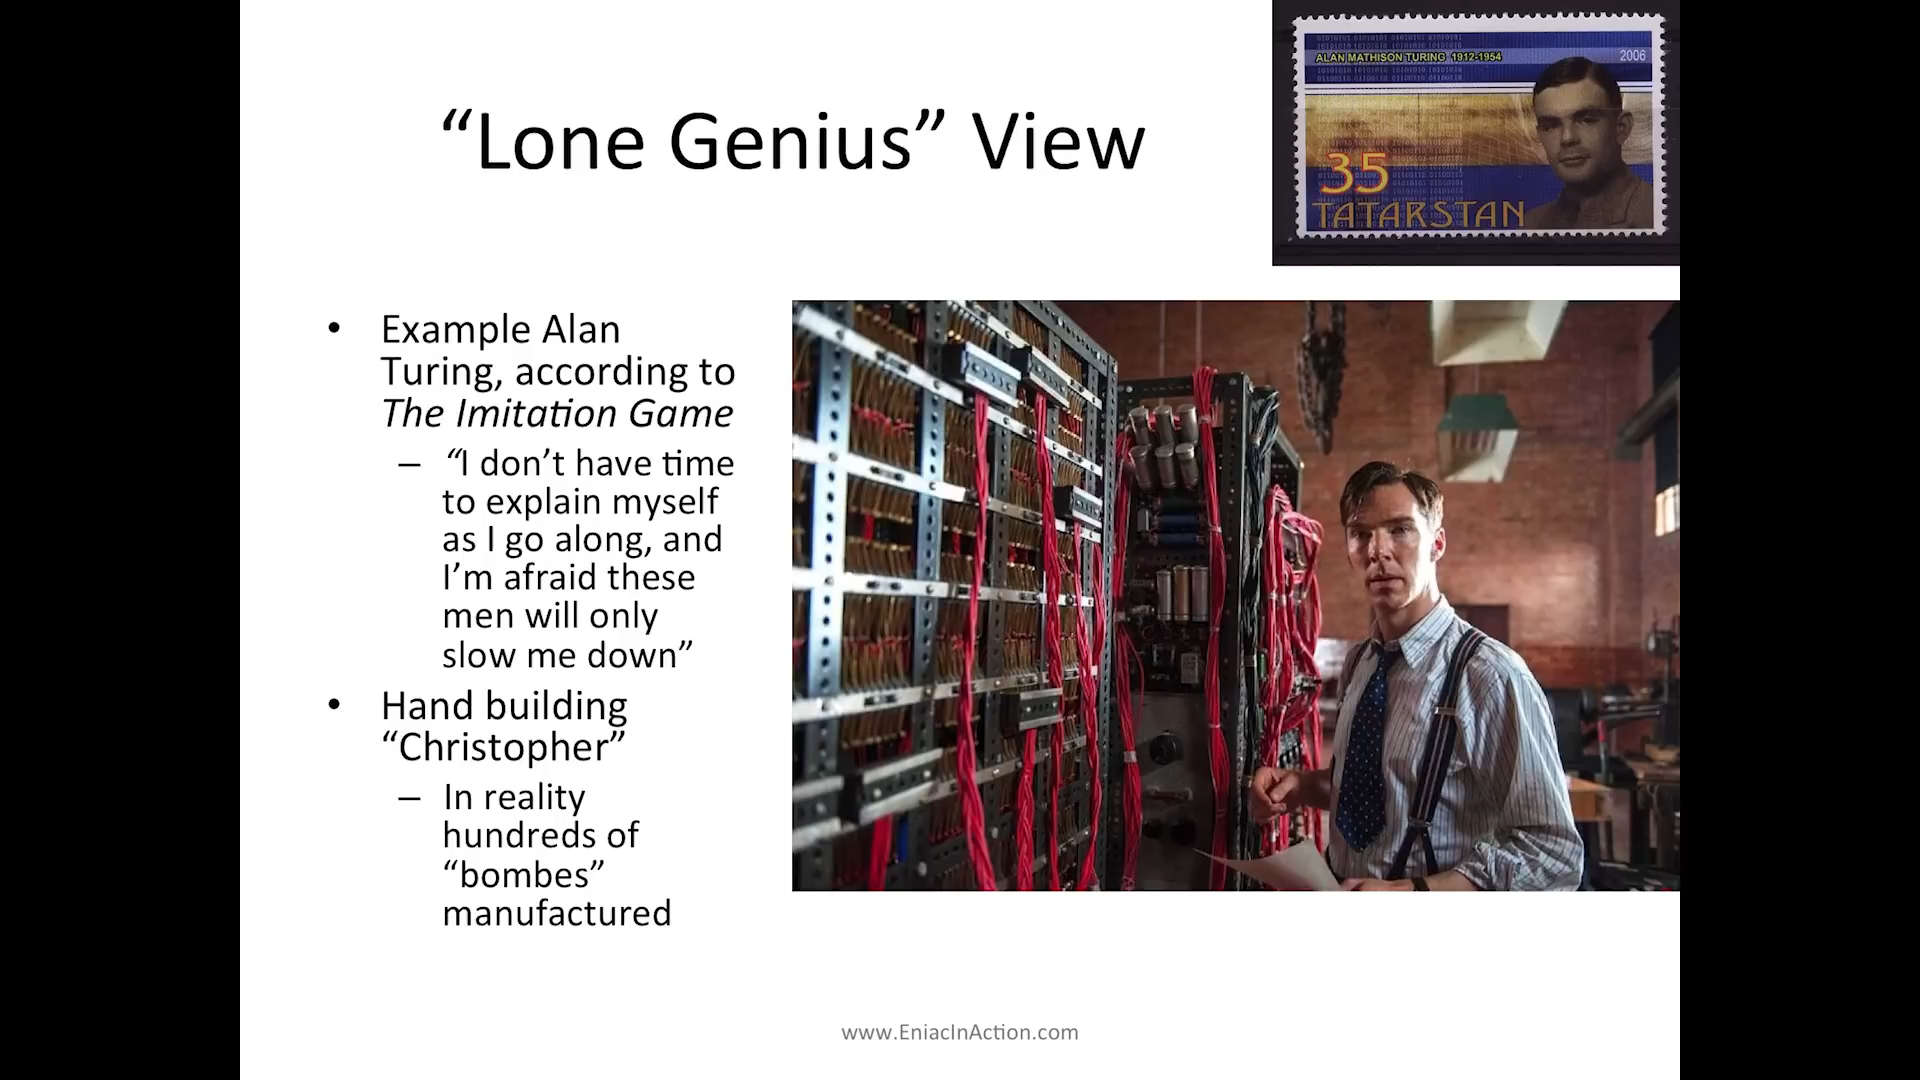 “Lone Genius” View
ALAN MATHISON TURING 1912-1954
2006
35
TATARSTAN
• Example Alan
Turing, according to
The Imitation Game
– “I don’t have time
to explain myself
as I go along, and
I’m afraid these
men will only
slow me down”
• Hand building
“Christopher”
– In reality
hundreds of
“bombes”
manufactured
www.EniacInAction.com